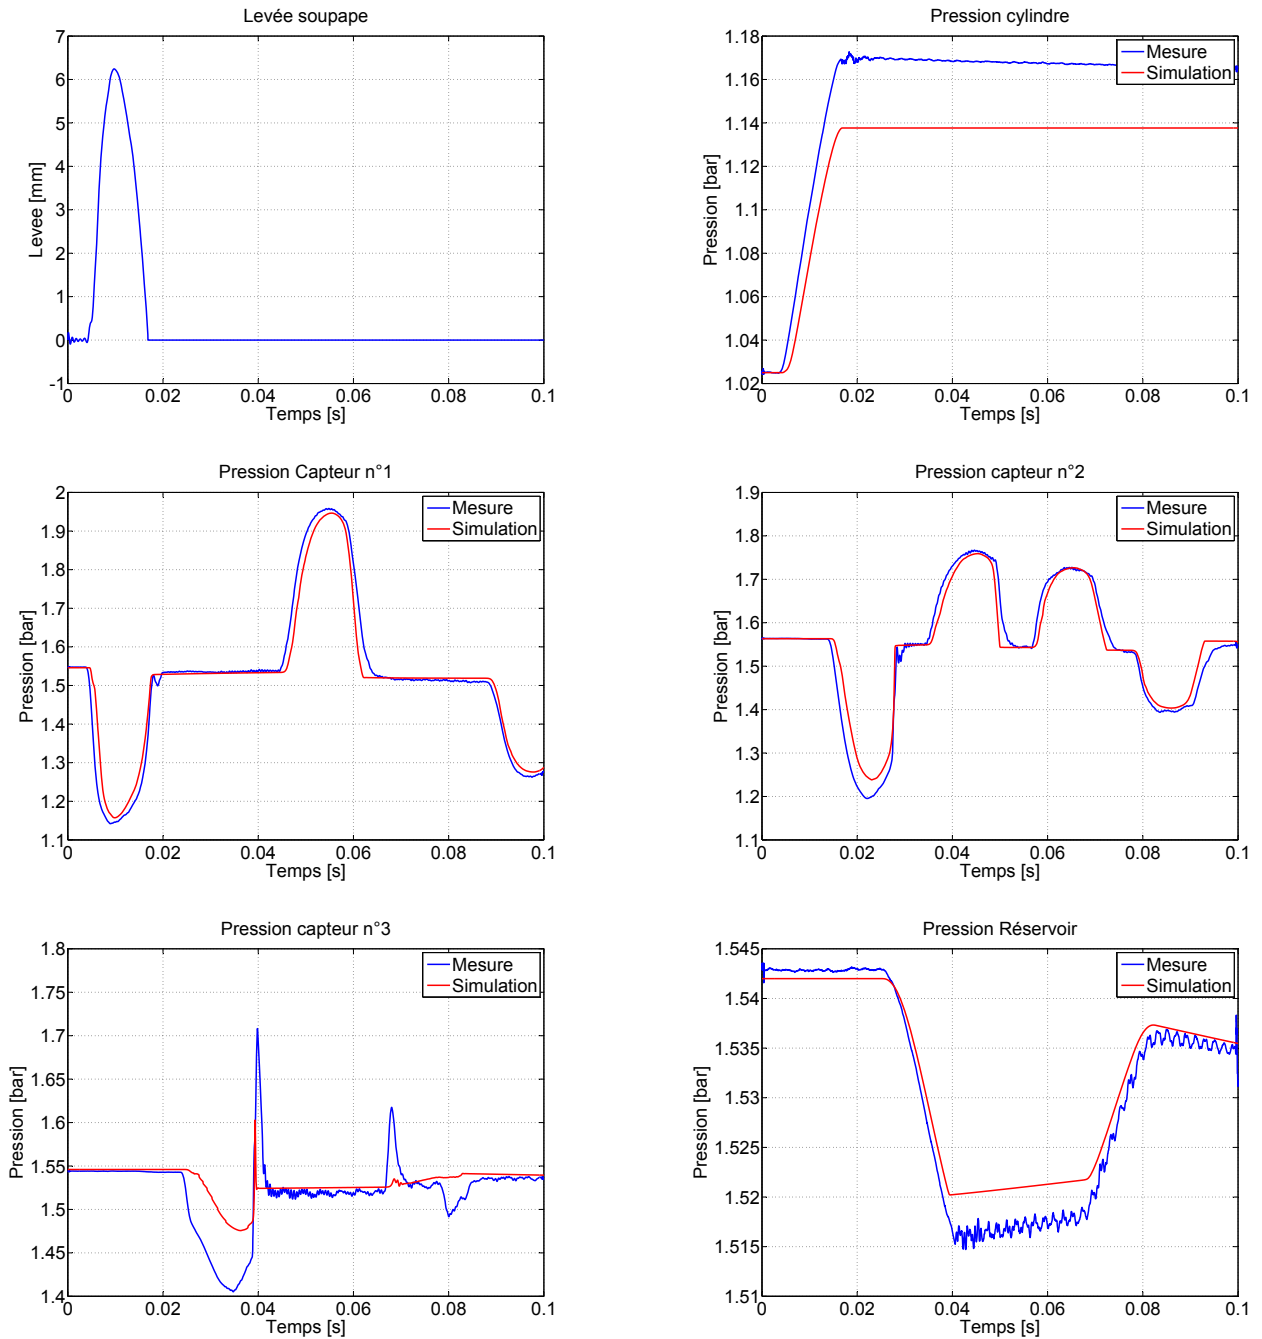 Levée soupape
Levee [mm]
7
6
5
4
3
2
1
0
-1
0 0.02 0.04 0.06 0.08 0.1
Temps [s]
Pression cylindre
Pression [bar]
Mesure
Simulation
1.18
1.16
1.14
1.12
1.1
1.08
1.06
1.04
1.02
0 0.02 0.04 0.06 0.08 0.1
Temps [s]
Pression Capteur n°1
Pression [bar]
Mesure
Simulation
2
1.9
1.8
1.7
1.6
1.5
1.4
1.3
1.2
1.1
0 0.02 0.04 0.06 0.08 0.1
Temps [s]
Pression capteur n°2
Pression [bar]
Mesure
Simulation
1.9
1.8
1.7
1.6
1.5
1.4
1.3
1.2
1.1
0 0.02 0.04 0.06 0.08 0.1
Temps [s]
Pression capteur n°3
Pression [bar]
Mesure
Simulation
1.8
1.75
1.7
1.65
1.6
1.55
1.5
1.45
1.4
0 0.02 0.04 0.06 0.08 0.1
Temps [s]
Pression Réservoir
Pression [bar]
Mesure
Simulation
1.545
1.54
1.535
1.53
1.525
1.52
1.515
1.51
0 0.02 0.04 0.06 0.08 0.1
Temps [s]